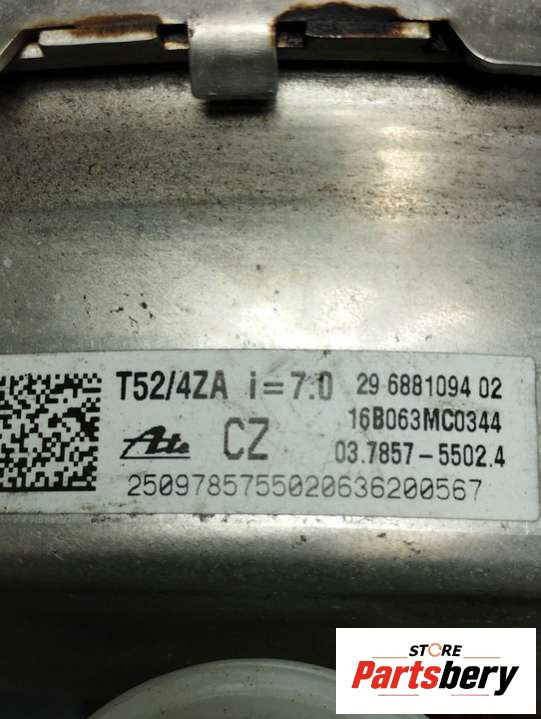 T52/4ZA i=7.0 29 6881094 02
16B063MC0344
Ate CZ 03.7857-5502.4
2509785755020636200567
STORE
Partsbery